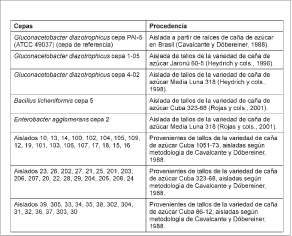 Cepas
Procedencia
Gluconacetobacter diazotrophicus cepa PAl-5
(ATCC 49037) (cepa de referencia)
Aislada a partir de raíces de caña de azúcar
en Brasil (Cavalcante y Döbereiner, 1988).
Gluconacetobacter diazotrophicus cepa 1-05
Aislada de tallos de la variedad de caña de
azúcar Jaronú 60-5 (Heydrich y cols., 1998).
Gluconacetobacter diazotrophicus cepa 4-02
Aislada de tallos de la variedad de caña de
azúcar Media Luna 318 (Heydrich y cols.,
1998).
Bacillus licheniformis cepa 5
Aislada de tallos de la variedad de caña de
azúcar Cuba 323-68 (Rojas y cols., 2001).
Enterobacter agglomerans cepa 2
Aislada de tallos de la variedad de caña de
azúcar Media Luna 318 (Rojas y cols., 2001).
Aislados 10, 13, 14, 100, 102, 104, 105, 109,
12, 19, 101, 103, 106, 107, 17, 18, 15, 16
Provenientes de tallos de la variedad de caña
de azúcar Cuba 1051-73, aisladas según
metodología de Cavalcante y Döbereiner,
1988.
Aislados 23, 26, 202, 27, 21, 25, 201, 203,
206, 207, 20, 22, 28, 29, 204, 205, 208, 24
Provenientes de tallos de la variedad de caña
de azúcar Cuba 323-68, aisladas según
metodología de Cavalcante y Döbereiner,
1988.
Aislados 39, 305, 33, 34, 35, 38, 302, 304,
31, 32, 36, 37, 303, 30
Provenientes de tallos de la variedad de caña
de azúcar Cuba 86-12, aisladas según
metodología de Cavalcante y Döbereiner,
1988.